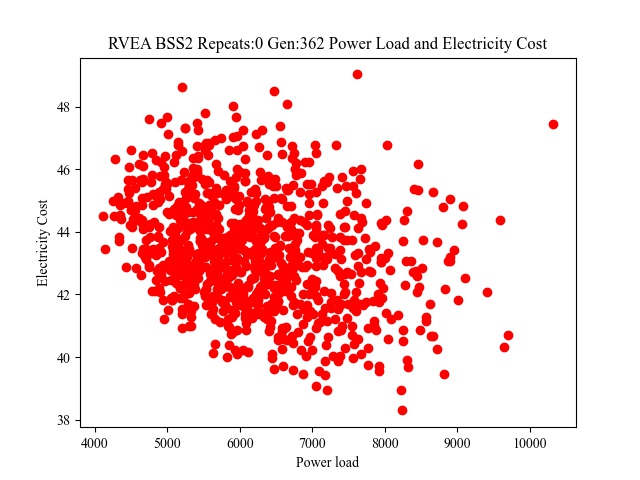 RVEA BSS2 Repeats:0 Gen:362 Power Load and Electricity Cost
48
46
44
42
40
38
Electricity Cost
4000 5000 6000 7000 8000 9000 10000
Power load